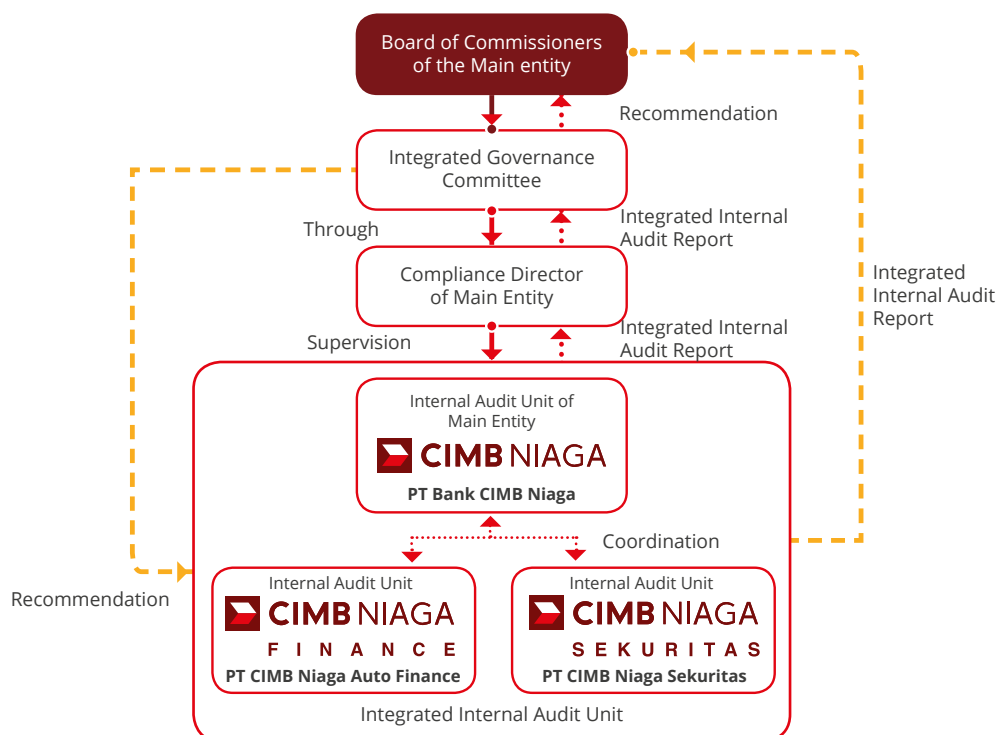 Board of Commissioners
of the Main entity
Recommendation
Integrated Governance
Committee
Through
Integrated Internal
Audit Report
Compliance Director
of Main Entity
Integrated
Internal Audit
Report
Supervision
Integrated Internal
Audit Report
Internal Audit Unit of
Main Entity
CIMB NIAGA
PT Bank CIMB Niaga
Coordination
Recommendation
Internal Audit Unit
CIMB NIAGA
FINANCE
PT CIMB Niaga Auto Finance
Internal Audit Unit
CIMB NIAGA
SEKURITAS
PT CIMB Niaga Sekuritas
Integrated Internal Audit Unit